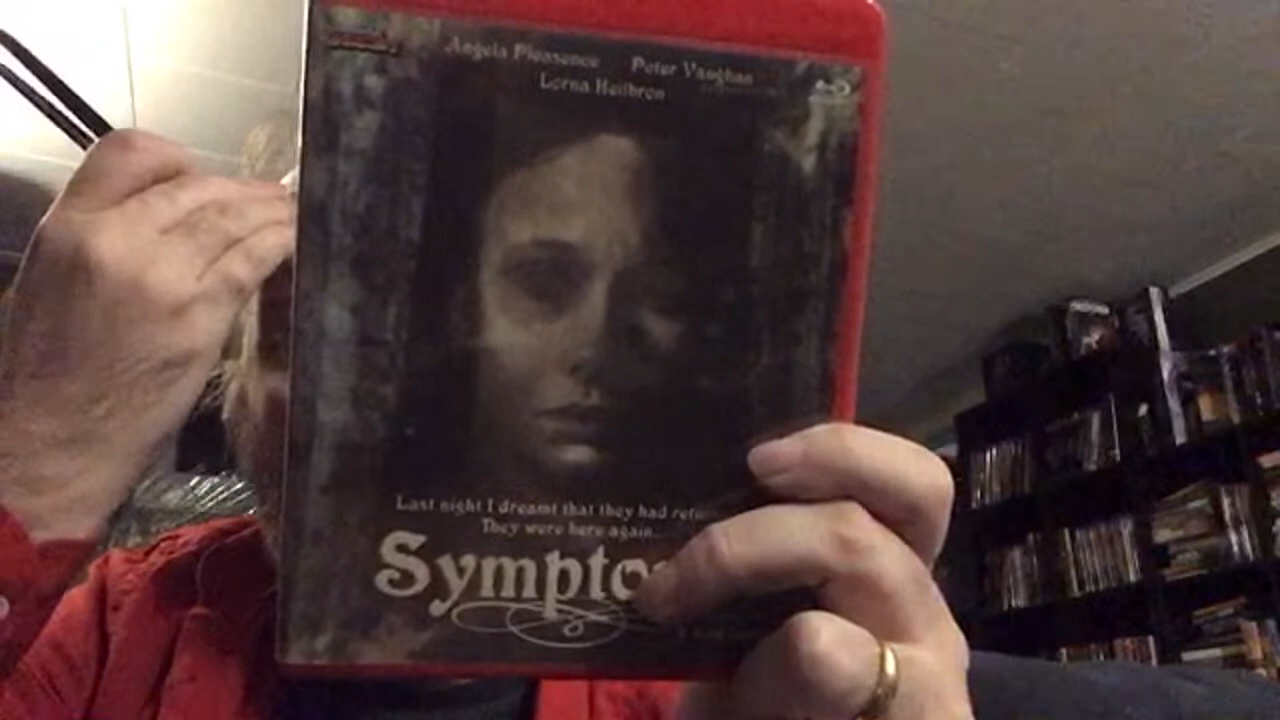 Angela Pleasence Peter Vaughan
Lorna Heilbron
Last night I dreamt that they had retu
They were here again...
Sympto